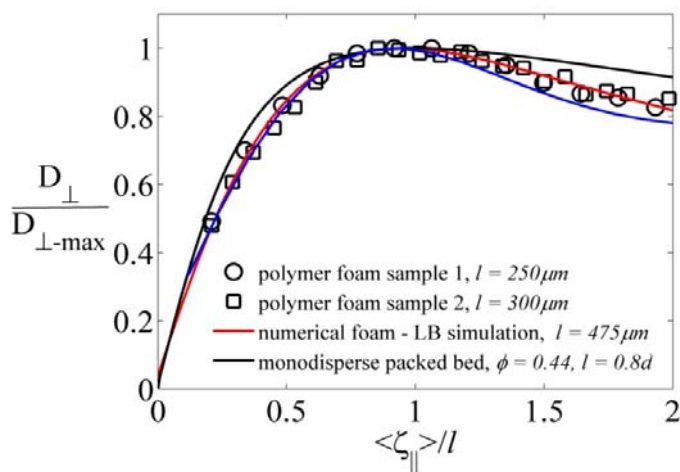 1
0.8
0.6
0.4
0.2
0
D⊥
D⊥-max
polymer foam sample 1, l = 250μm
polymer foam sample 2, l = 300μm
numerical foam - LB simulation, l = 475μm
monodisperse packed bed, ϕ = 0.44, l = 0.8d
0 0.5 1 1.5 2
<ζ||>/l